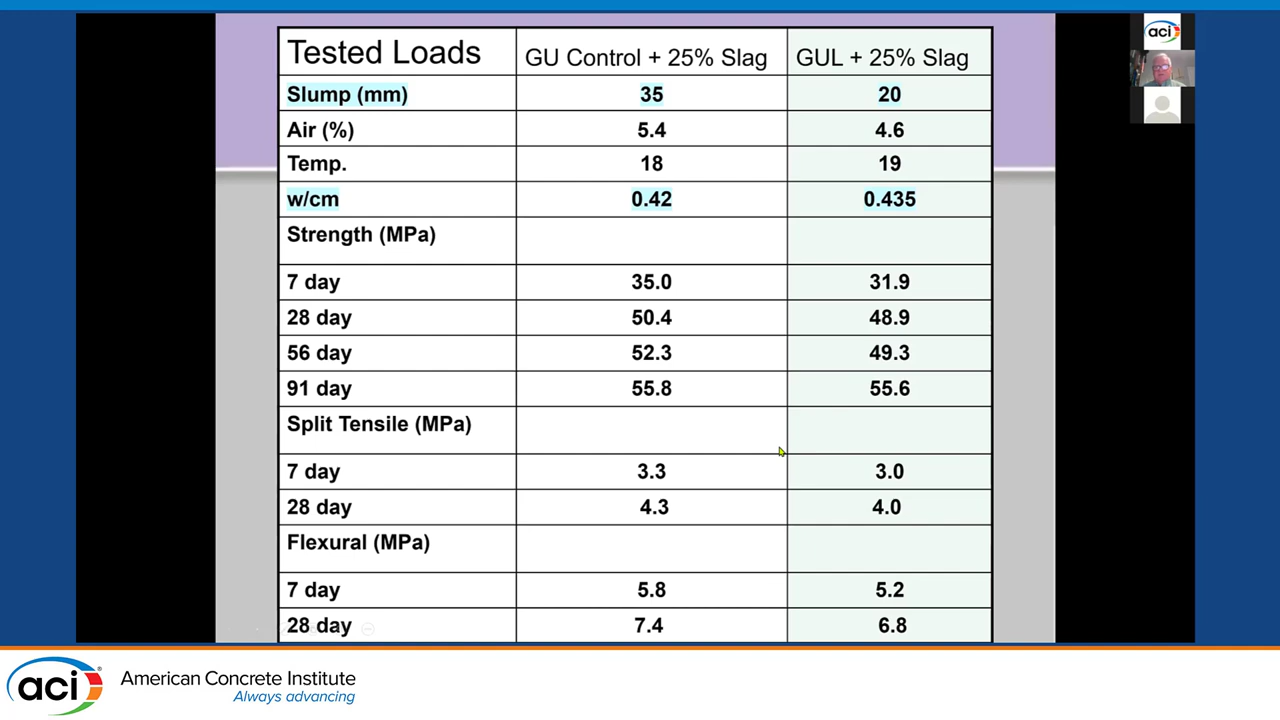 aci
Tested Loads GU Control + 25% Slag GUL + 25% Slag
Slump (mm) 35 20
Air (%) 5.4 4.6
Temp. 18 19
w/cm 0.42 0.435
Strength (MPa)
7 day 35.0 31.9
28 day 50.4 48.9
56 day 52.3 49.3
91 day 55.8 55.6
Split Tensile (MPa)
7 day 3.3 3.0
28 day 4.3 4.0
Flexural (MPa)
7 day 5.8 5.2
28 day 7.4 6.8
aci®
American Concrete Institute
Always advancing